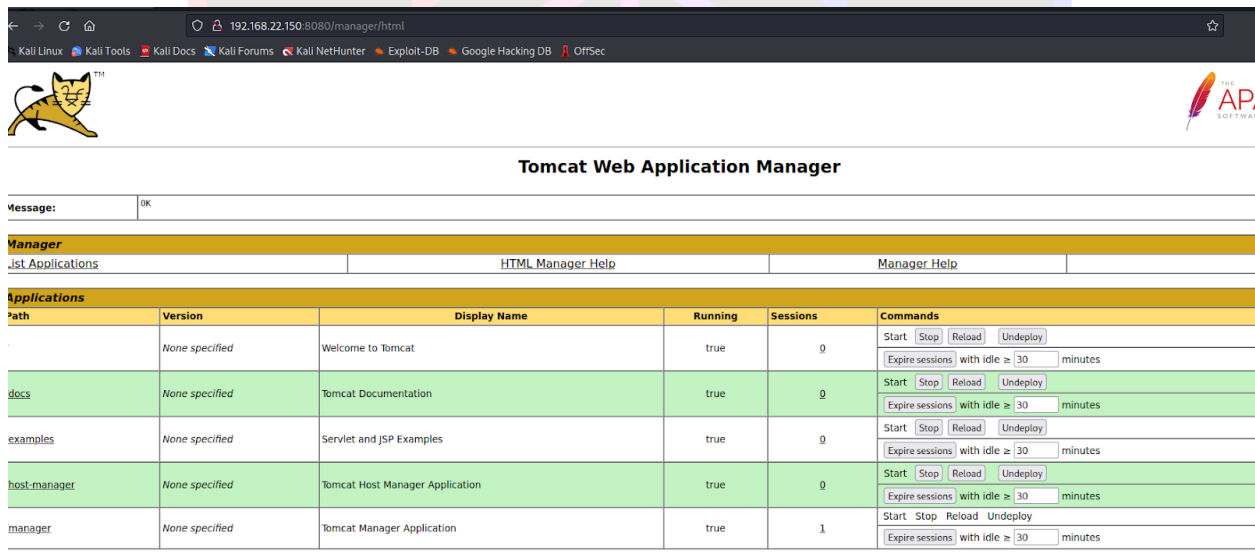 192.168.22.150:8080/manager/html
Kali Linux Kali Tools Kali Docs Kali Forums Kali NetHunter Exploit-DB Google Hacking DB OffSec
TM
THE
APA
SOFTWAR
Tomcat Web Application Manager
Message: OK
Manager
List Applications HTML Manager Help Manager Help
Applications
Path Version Display Name Running Sessions Commands
None specified Welcome to Tomcat true 0 Start Stop Reload Undeploy
Expire sessions with idle ≥ 30 minutes
/docs None specified Tomcat Documentation true 0 Start Stop Reload Undeploy
Expire sessions with idle ≥ 30 minutes
/examples None specified Servlet and JSP Examples true 0 Start Stop Reload Undeploy
Expire sessions with idle ≥ 30 minutes
/host-manager None specified Tomcat Host Manager Application true 0 Start Stop Reload Undeploy
Expire sessions with idle ≥ 30 minutes
/manager None specified Tomcat Manager Application true 1 Start Stop Reload Undeploy
Expire sessions with idle ≥ 30 minutes